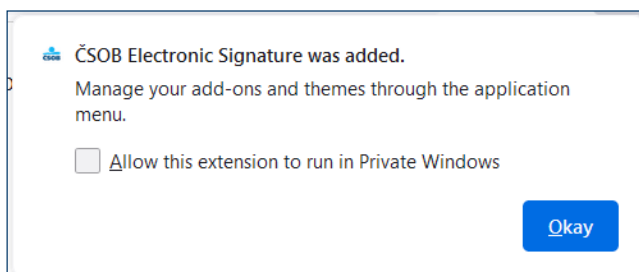 ČSOB
ČSOB Electronic Signature was added.
Manage your add-ons and themes through the application
menu.
Allow this extension to run in Private Windows
Okay